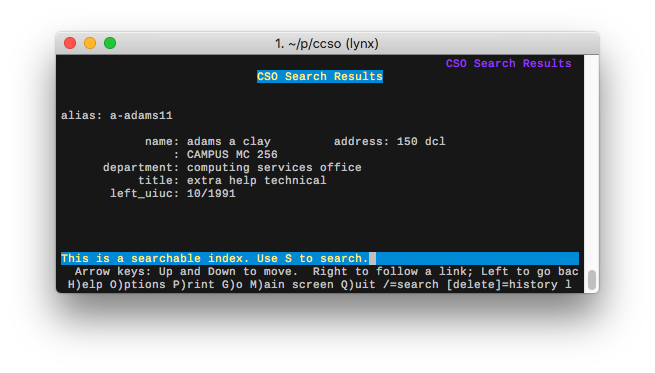 1. ~/p/ccso (lynx)
CSO Search Results
CSO Search Results
alias: a-adams11
name: adams a clay address: 150 dcl
: CAMPUS MC 256
department: computing services office
title: extra help technical
left_uiuc: 10/1991
This is a searchable index. Use S to search.
Arrow keys: Up and Down to move. Right to follow a link; Left to go bac
H)elp O)ptions P)rint G)o M)ain screen Q)uit /=search [delete]=history l